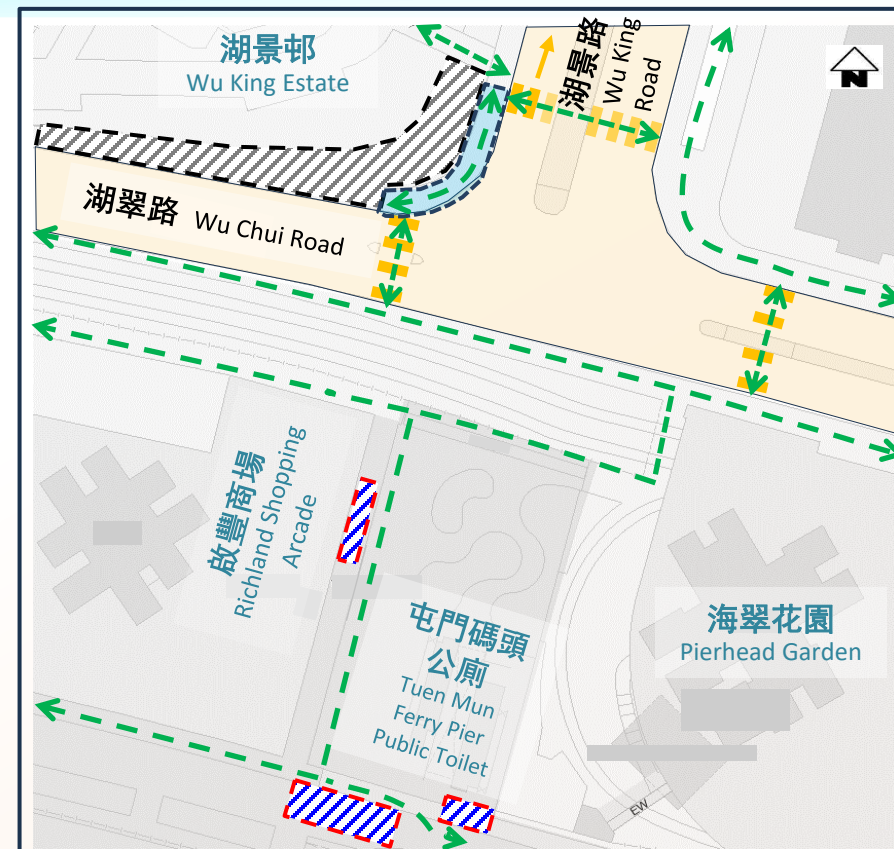 湖景邨
Wu King Estate
湖景路
Wu King
Road
N
湖翠路 Wu Chui Road
啟豐商場
Richland Shopping
Arcade
屯門碼頭
公廁
Tuen Mun
Ferry Pier
Public Toilet
海翠花園
Pierhead Garden
EW